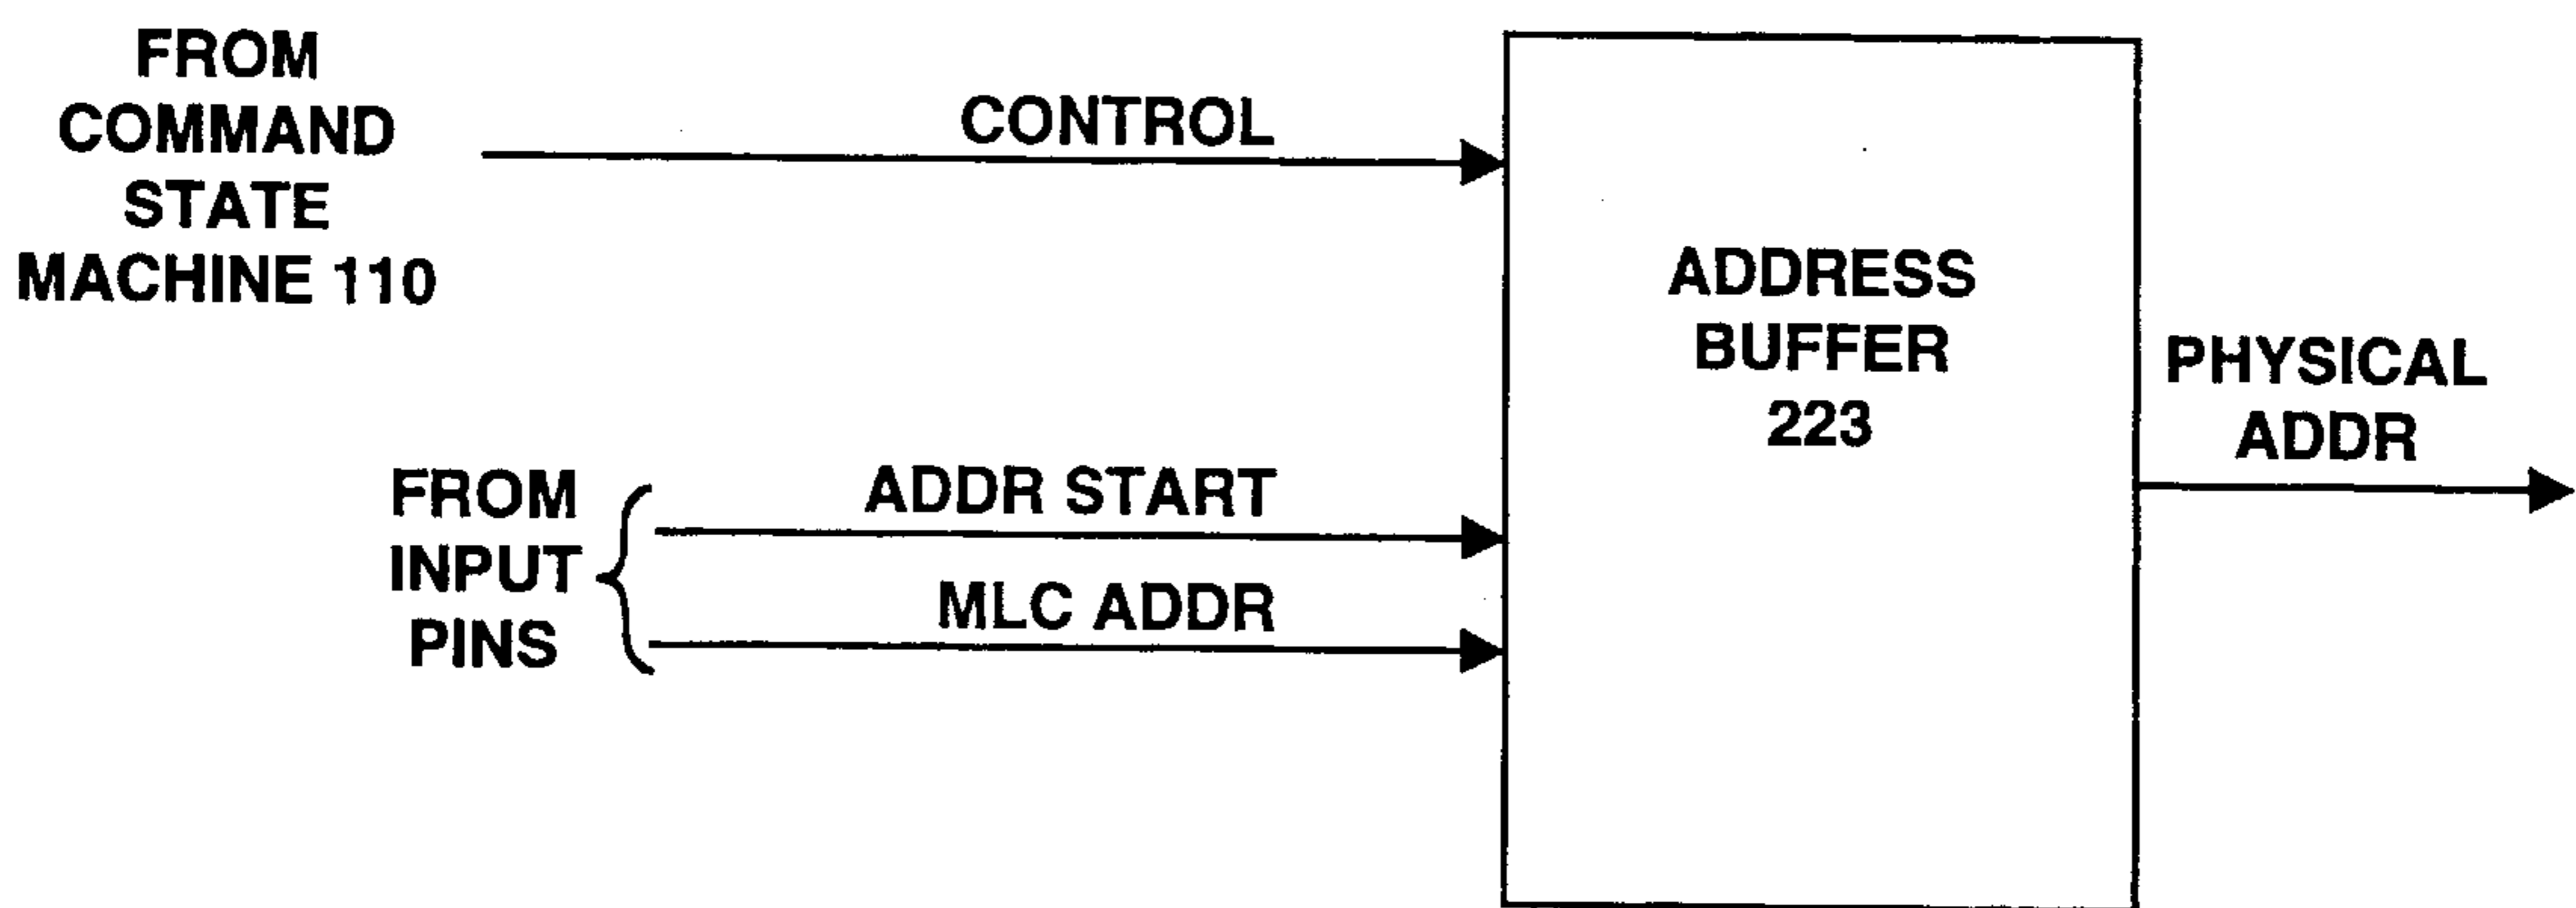 FROM
COMMAND
STATE
MACHINE 110
CONTROL
ADDRESS
BUFFER
223
PHYSICAL
ADDR
FROM
INPUT
PINS
ADDR START
MLC ADDR